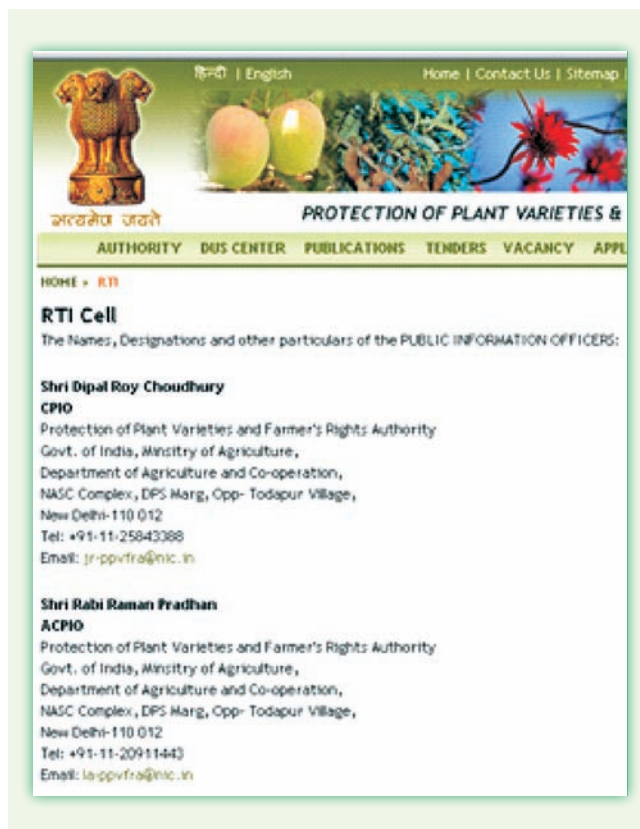 हिन्दी | English
Home | Contact Us | Sitemap |
सत्यमेव जयते
PROTECTION OF PLANT VARIETIES &
AUTHORITY DUS CENTER PUBLICATIONS TENDERS VACANCY APPL
HOME » RTI
RTI Cell
The Names, Designations and other particulars of the PUBLIC INFORMATION OFFICERS:
Shri Dipal Roy Choudhury
CPIO
Protection of Plant Varieties and Farmer's Rights Authority
Govt. of India, Minsitry of Agriculture,
Department of Agriculture and Co-operation,
NASC Complex, DPS Marg, Opp- Todapur Village,
New Delhi-110 012
Tel: +91-11-25843388
Email: jr-ppvfra@nic.in
Shri Rabi Raman Pradhan
ACPIO
Protection of Plant Varieties and Farmer's Rights Authority
Govt. of India, Minsitry of Agriculture,
Department of Agriculture and Co-operation,
NASC Complex, DPS Marg, Opp- Todapur Village,
New Delhi-110 012
Tel: +91-11-20911443
Email: la-ppvfra@nic.in